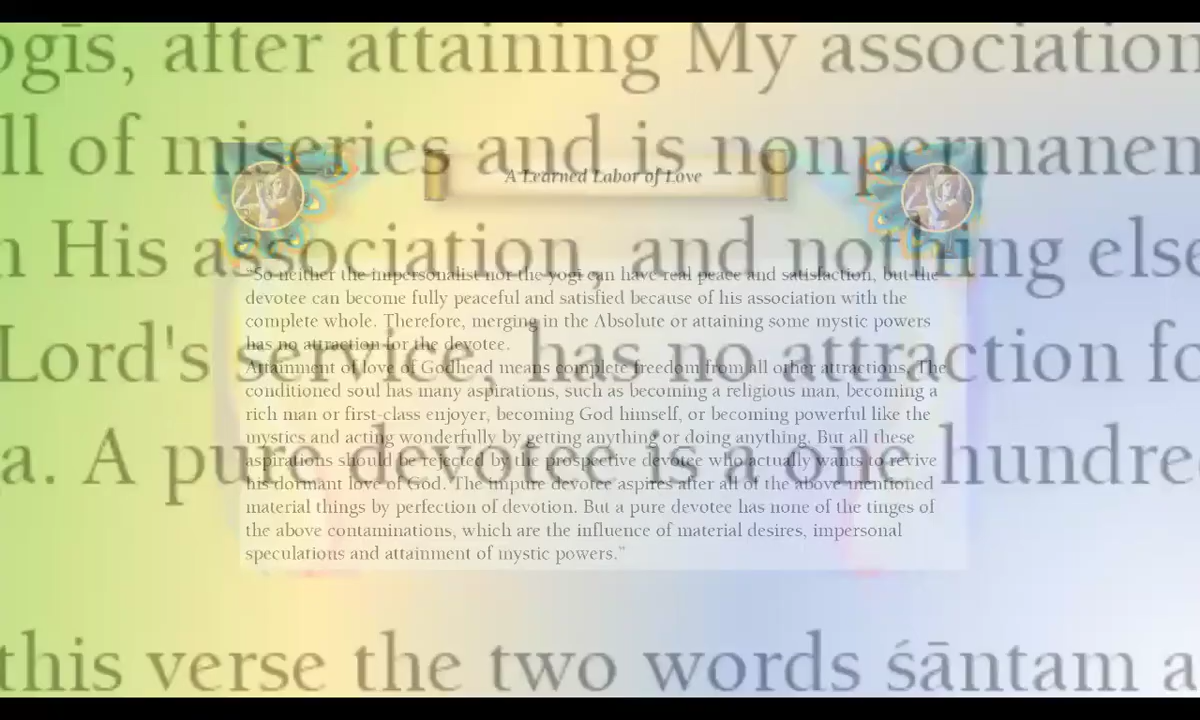 ogīs, after attaining My association
ll of miseries and is nonpermanen
His association, and nothing else
Lord's service, has no attraction fo
a. A pure devotee is a one hundre
this verse the two words śāntam a
A Learned Labor of Love
"So neither the impersonalist nor the yogi can have real peace and satisfaction, but the
devotee can become fully peaceful and satisfied because of his association with the
complete whole. Therefore, merging in the Absolute or attaining some mystic powers
has no attraction for the devotee.
Attainment of love of Godhead means complete freedom from all other attractions. The
conditioned soul has many aspirations, such as becoming a religious man, becoming a
rich man or first-class enjoyer, becoming God himself, or becoming powerful like the
mystics and acting wonderfully by getting anything or doing anything. But all these
aspirations should be rejected by the prospective devotee who actually wants to revive
his dormant love of God. The impure devotee aspires after all of the above mentioned
material things by perfection of devotion. But a pure devotee has none of the tinges of
the above contaminations, which are the influence of material desires, impersonal
speculations and attainment of mystic powers."